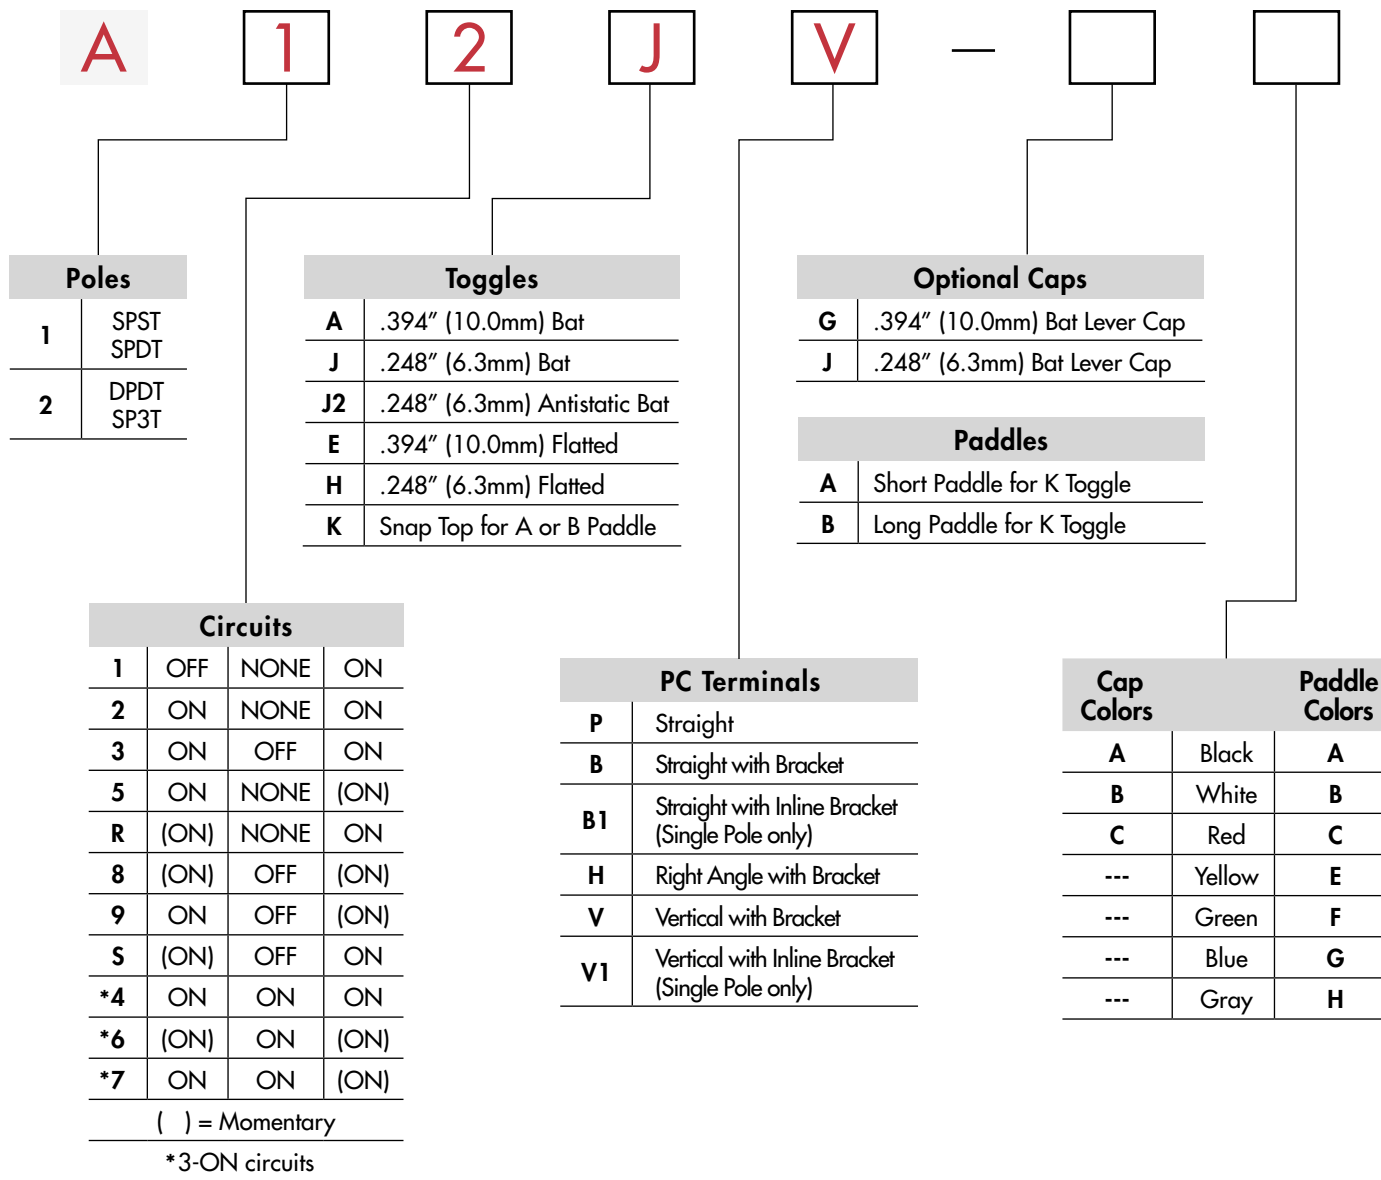 A 1 2 J V —
Poles
1 SPST SPDT
2 DPDT SP3T
Toggles
A .394" (10.0mm) Bat
J .248" (6.3mm) Bat
J2 .248" (6.3mm) Antistatic Bat
E .394" (10.0mm) Flatted
H .248" (6.3mm) Flatted
K Snap Top for A or B Paddle
Optional Caps
G .394" (10.0mm) Bat Lever Cap
J .248" (6.3mm) Bat Lever Cap
Paddles
A Short Paddle for K Toggle
B Long Paddle for K Toggle
Circuits
1 OFF NONE ON
2 ON NONE ON
3 ON OFF ON
5 ON NONE (ON)
R (ON) NONE ON
8 (ON) OFF (ON)
9 ON OFF (ON)
S (ON) OFF ON
*4 ON ON ON
*6 (ON) ON (ON)
*7 ON ON (ON)
( ) = Momentary
*3-ON circuits
PC Terminals
P Straight
B Straight with Bracket
B1 Straight with Inline Bracket
(Single Pole only)
H Right Angle with Bracket
V Vertical with Bracket
V1 Vertical with Inline Bracket
(Single Pole only)
Cap Colors Paddle Colors
A Black A
B White B
C Red C
--- Yellow E
--- Green F
--- Blue G
--- Gray H